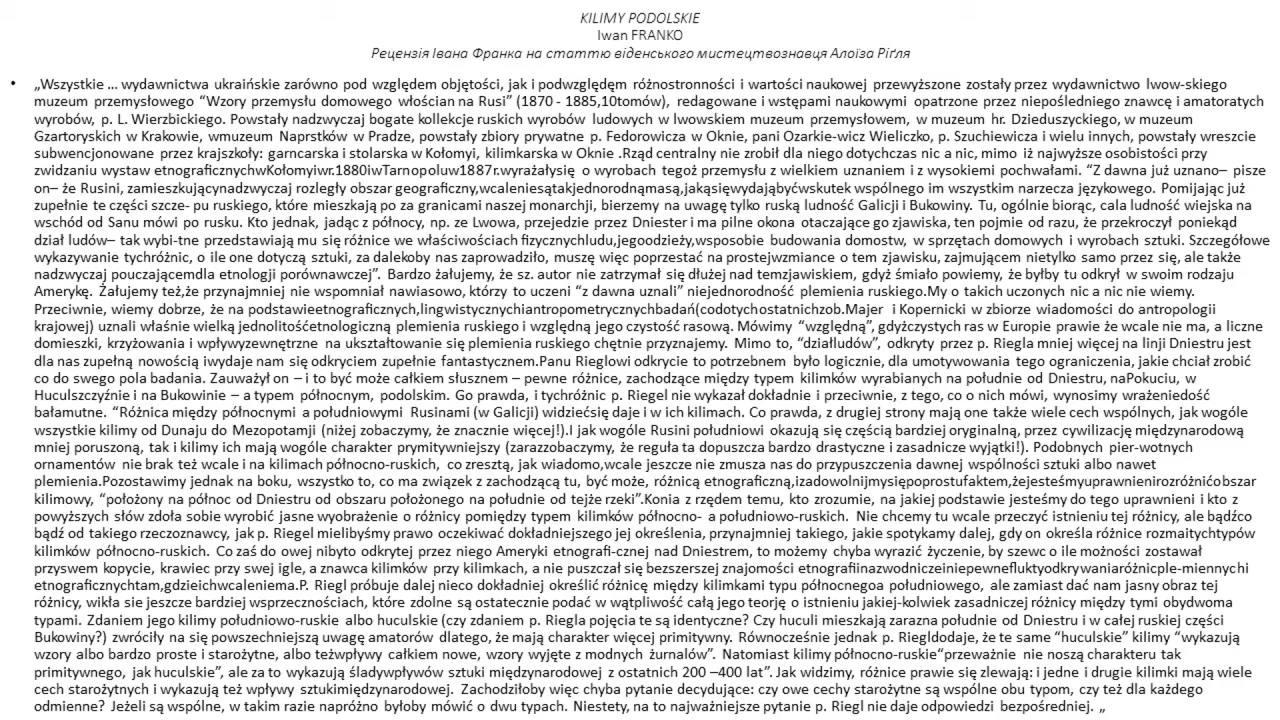 KILIMY PODOLSKIE
Iwan FRANKO
Рецензія Івана Франка на статтю віденського мистецтвознавця Алоїза Ріґля
• „Wszystkie ... wydawnictwa ukraińskie zarówno pod względem objętości, jak i podwzględęm różnostronności i wartości naukowej przewyższone zostały przez wydawnictwo lwow-skiego
muzeum przemysłowego “Wzory przemysłu domowego włościan na Rusi” (1870 - 1885,10tomów), redagowane i wstępami naukowymi opatrzone przez niepośledniego znawcę i amatoratych
wyrobów, p. L. Wierzbickiego. Powstały nadzwyczaj bogate kollekcje ruskich wyrobów ludowych w lwowskiem muzeum przemysłowem, w muzeum hr. Dzieduszyckiego, w muzeum
Gzartoryskich w Krakowie, wmuzeum Naprstków w Pradze, powstały zbiory prywatne p. Fedorowicza w Oknie, pani Ozarkie-wicz Wieliczko, p. Szuchiewicza i wielu innych, powstały wreszcie
subwencjonowane przez krajszkoły: garncarska i stolarska w Kołomyi, kilimkarska w Oknie .Rząd centralny nie zrobił dla niego dotychczas nic a nic, mimo iż najwyższe osobistości przy
zwidzaniu wystaw etnograficznychwKołomyiwr.1880iwTarnopoluw1887r.wyrażałysię o wyrobach tegoż przemysłu z wielkiem uznaniem i z wysokiemi pochwałami. “Z dawna już uznano– pisze
on– że Rusini, zamieszkującynadzwyczaj rozległy obszar geograficzny,wcaleniesątakjednorodnąmasą,jakąsięwydająbyćwskutek wspólnego im wszystkim narzecza językowego. Pomijając już
zupełnie te części szcze- pu ruskiego, które mieszkają po za granicami naszej monarchji, bierzemy na uwagę tylko ruską ludność Galicji i Bukowiny. Tu, ogólnie biorąc, cala ludność wiejska na
wschód od Sanu mówi po rusku. Kto jednak, jadąc z północy, np. ze Lwowa, przejedzie przez Dniester i ma pilne okona otaczające go zjawiska, ten pojmie od razu, że przekroczył poniekąd
dział ludów– tak wybi-tne przedstawiają mu się różnice we właściwościach fizycznychludu,jegoodzieży,wsposobie budowania domostw, w sprzętach domowych i wyrobach sztuki. Szczegółowe
wykazywanie tychróżnic, o ile one dotyczą sztuki, za dalekoby nas zaprowadziło, muszę więc poprzestać na prostejwzmiance o tem zjawisku, zajmującem nietylko samo przez się, ale także
nadzwyczaj pouczającemdla etnologii porównawczej”. Bardzo żałujemy, że sz. autor nie zatrzymał się dłużej nad temzjawiskiem, gdyż śmiało powiemy, że byłby tu odkrył w swoim rodzaju
Amerykę. Żałujemy też,że przynajmniej nie wspomniał nawiasowo, którzy to uczeni “z dawna uznali” niejednorodność plemienia ruskiego.My o takich uczonych nic a nic nie wiemy.
Przeciwnie, wiemy dobrze, że na podstawieetnograficznych,lingwistycznychiantropometrycznychbadań(codotychostatnichzob.Majer i Kopernicki w zbiorze wiadomości do antropologii
krajowej) uznali właśnie wielką jednolitośćetnologiczną plemienia ruskiego i względną jego czystość rasową. Mówimy “względną”, gdyżczystych ras w Europie prawie że wcale nie ma, a liczne
domieszki, krzyżowania i wpływyzewnętrzne na ukształtowanie się plemienia ruskiego chętnie przyznajemy. Mimo to, “działludów”, odkryty przez p. Riegla mniej więcej na linji Dniestru jest
dla nas zupełną nowością iwydaje nam się odkryciem zupełnie fantastycznem.Panu Rieglowi odkrycie to potrzebnem było logicznie, dla umotywowania tego ograniczenia, jakie chciał zrobić
co do swego pola badania. Zauważył on – i to być może całkiem słusznem – pewne różnice, zachodzące między typem kilimków wyrabianych na południe od Dniestru, naPokuciu, w
Huculszczyźnie i na Bukowinie – a typem północnym, podolskim. Go prawda, i tychróżnic p. Riegel nie wykazał dokładnie i przeciwnie, z tego, co o nich mówi, wynosimy wrażeniedość
bałamutne. “Różnica między północnymi a południowymi Rusinami (w Galicji) widziećsię daje i w ich kilimach. Co prawda, z drugiej strony mają one także wiele cech wspólnych, jak wogóle
wszystkie kilimy od Dunaju do Mezopotamji (niżej zobaczymy, że znacznie więcej!).I jak wogóle Rusini południowi okazują się częścią bardziej oryginalną, przez cywilizację międzynarodową
mniej poruszoną, tak i kilimy ich mają wogóle charakter prymitywniejszy (zarazzobaczymy, że reguła ta dopuszcza bardzo drastyczne i zasadnicze wyjątki!). Podobnych pier-wotnych
ornamentów nie brak też wcale i na kilimach północno-ruskich, co zresztą, jak wiadomo,wcale jeszcze nie zmusza nas do przypuszczenia dawnej wspólności sztuki albo nawet
plemienia.Pozostawimy jednak na boku, wszystko to, co ma związek z zachodzącą tu, być może, różnicą etnograficzną,izadowolnijmysiępoprostufaktem,żejesteśmyuprawnienirozróżnićobszar
kilimowy, “położony na północ od Dniestru od obszaru położonego na południe od tejże rzeki”.Konia z rzędem temu, kto zrozumie, na jakiej podstawie jesteśmy do tego uprawnieni i kto z
powyższych słów zdoła sobie wyrobić jasne wyobrażenie o różnicy pomiędzy typem kilimków północno- a południowo-ruskich. Nie chcemy tu wcale przeczyć istnieniu tej różnicy, ale bądźco
bądź od takiego rzeczoznawcy, jak p. Riegel mielibyśmy prawo oczekiwać dokładniejszego jej określenia, przynajmniej takiego, jakie spotykamy dalej, gdy on określa różnice rozmaitychtypów
kilimków północno-ruskich. Co zaś do owej nibyto odkrytej przez niego Ameryki etnografi-cznej nad Dniestrem, to możemy chyba wyrazić życzenie, by szewc o ile możności zostawał
przyswem kopycie, krawiec przy swej igle, a znawca kilimków przy kilimkach, a nie puszczał się bezszerszej znajomości etnografiinazwodniczeiniepewnefluktyodkrywaniaróżnicple-miennychi
etnograficznychtam,gdzieichwcaleniema.P. Riegl próbuje dalej nieco dokładniej określić różnicę między kilimkami typu północnegoa południowego, ale zamiast dać nam jasny obraz tej
różnicy, wikła sie jeszcze bardziej wsprzecznościach, które zdolne są ostatecznie podać w wątpliwość całą jego teorję o istnieniu jakiej-kolwiek zasadniczej różnicy między tymi obydwoma
typami. Zdaniem jego kilimy południowo-ruskie albo huculskie (czy zdaniem p. Riegla pojęcia te są identyczne? Czy huculi mieszkają zarazna południe od Dniestru i w całej ruskiej części
Bukowiny?) zwróciły na się powszechniejszą uwagę amatorów dlatego, że mają charakter więcej primitywny. Równocześnie jednak p. Riegldodaje, że te same “huculskie” kilimy “wykazują
wzory albo bardzo proste i starożytne, albo teżwpływy całkiem nowe, wzory wyjęte z modnych żurnalów”. Natomiast kilimy północno-ruskie“przeważnie nie noszą charakteru tak
primitywnego, jak huculskie”, ale za to wykazują śladywpływów sztuki międzynarodowej z ostatnich 200 –400 lat”. Jak widzimy, różnice prawie się zlewają: i jedne i drugie kilimki mają wiele
cech starożytnych i wykazują też wpływy sztukimiędzynarodowej. Zachodziłoby więc chyba pytanie decydujące: czy owe cechy starożytne są wspólne obu typom, czy też dla każdego
odmienne? Jeżeli są wspólne, w takim razie napróżno byłoby mówić o dwu typach. Niestety, na to najważniejsze pytanie p. Riegl nie daje odpowiedzi bezpośredniej. „